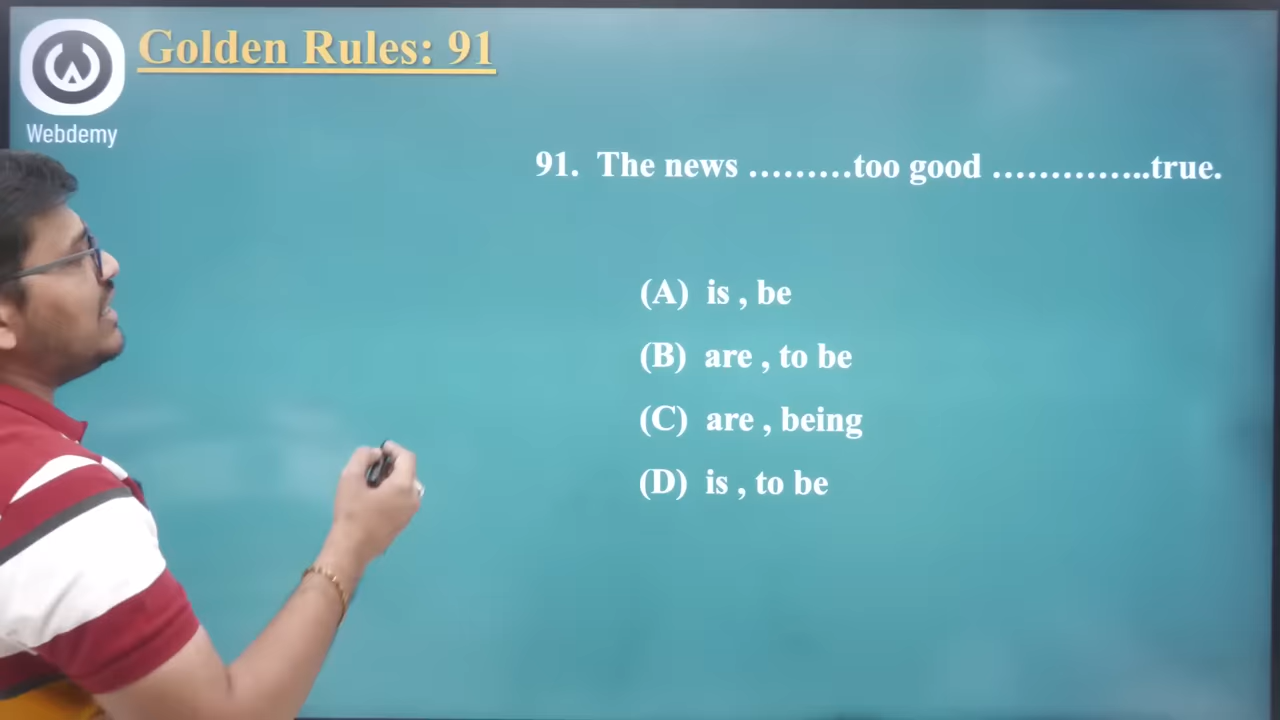 Golden Rules: 91
Webdemy
91. The news ………too good …………..true.
(A) is , be
(B) are , to be
(C) are , being
(D) is , to be